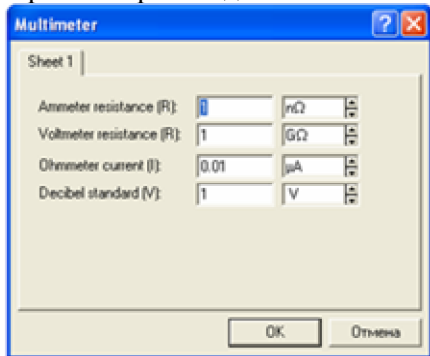 Multimeter
Sheet 1
Ammeter resistance (R): 1 nΩ
Voltmeter resistance (R): 1 GΩ
Ohmmeter current (I): 0.01 µA
Decibel standard (V): 1 V
OK Отмена